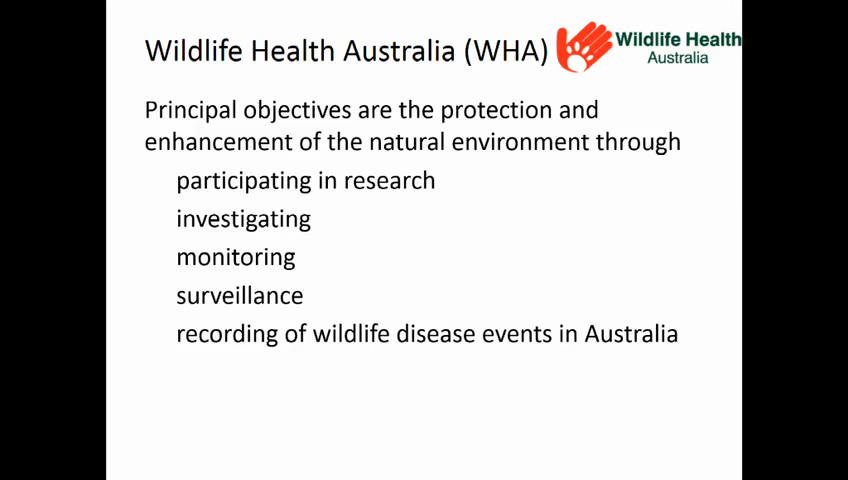 Wildlife Health Australia (WHA)
Wildlife Health
Australia
Principal objectives are the protection and
enhancement of the natural environment through
participating in research
investigating
monitoring
surveillance
recording of wildlife disease events in Australia